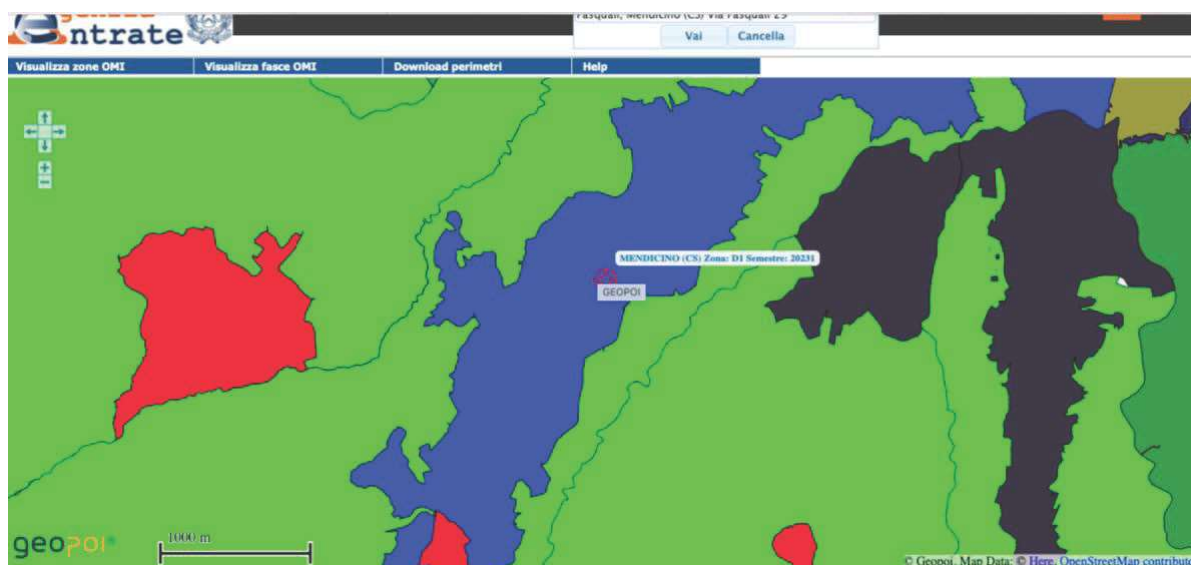 ntrate
Pasquali, Mendicino (CS) Via Pasquali 29
Vai Cancella
Visualizza zone OMI Visualizza fasce OMI Download perimetri Help
MENDICINO (CS) Zona: D1 Semestre: 20231
GEOPOI
geopoi
1000 m
© Geopoi, Map Data: © Here, OpenStreetMap contribute